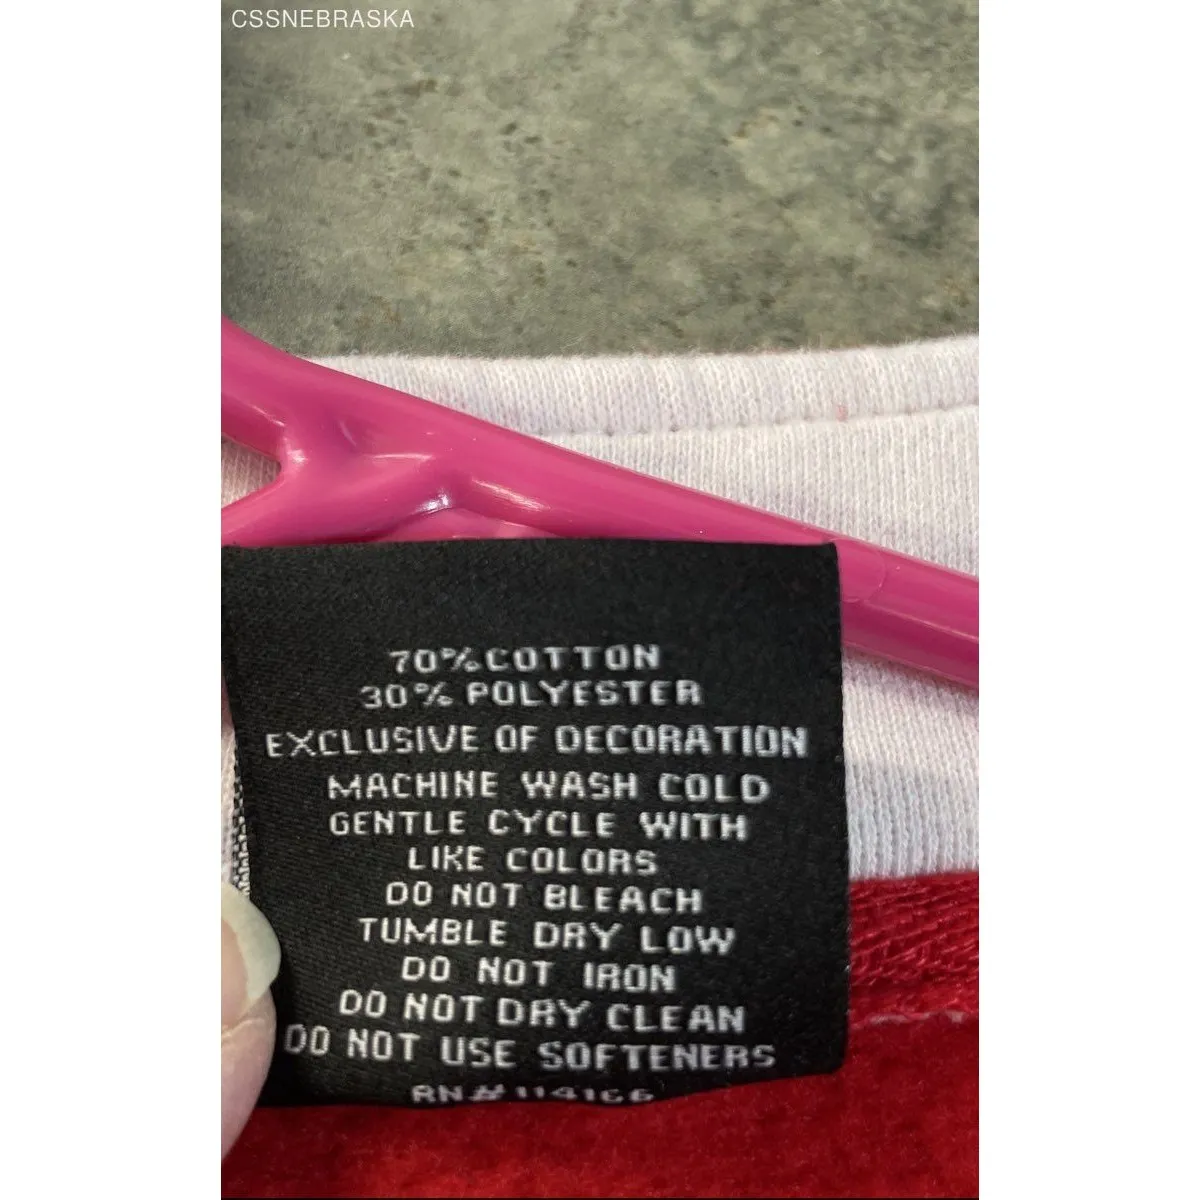 CSSNEBRASKA
70% COTTON
30% POLYESTER
EXCLUSIVE OF DECORATION
MACHINE WASH COLD
GENTLE CYCLE WITH
LIKE COLORS
DO NOT BLEACH
TUMBLE DRY LOW
DO NOT IRON
DO NOT DRY CLEAN
DO NOT USE SOFTENERS
RN# 114166